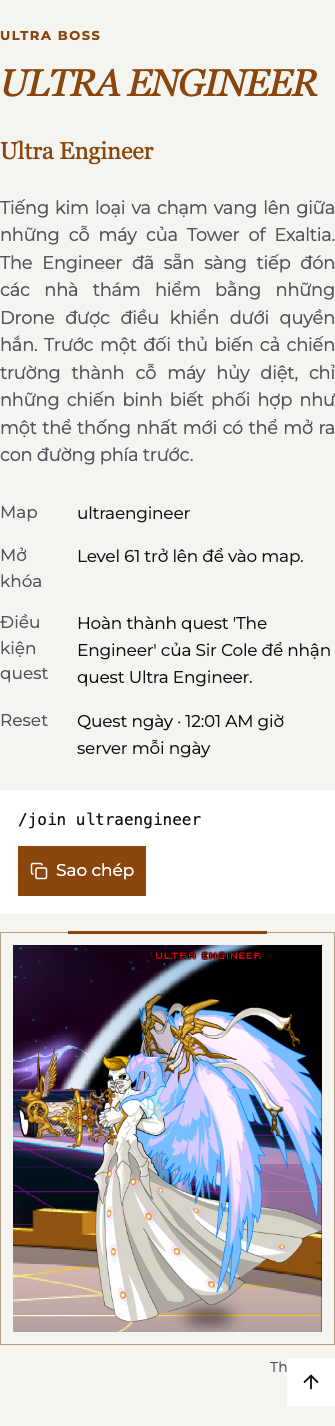 ULTRA BOSS
ULTRA ENGINEER
Ultra Engineer
Tiếng kim loại va chạm vang lên giữa
những cỗ máy của Tower of Exaltia.
The Engineer đã sẵn sàng tiếp đón
các nhà thám hiểm bằng những
Drone được điều khiển dưới quyền
hắn. Trước một đối thủ biến cả chiến
trường thành cỗ máy hủy diệt, chỉ
những chiến binh biết phối hợp như
một thể thống nhất mới có thể mở ra
con đường phía trước.
Map ultraengineer
Mở Level 61 trở lên để vào map.
khóa
Điều Hoàn thành quest 'The
kiện Engineer' của Sir Cole để nhận
quest quest Ultra Engineer.
Reset Quest ngày · 12:01 AM giờ
server mỗi ngày
/join ultraengineer
Sao chép
ULTRA ENGINEER